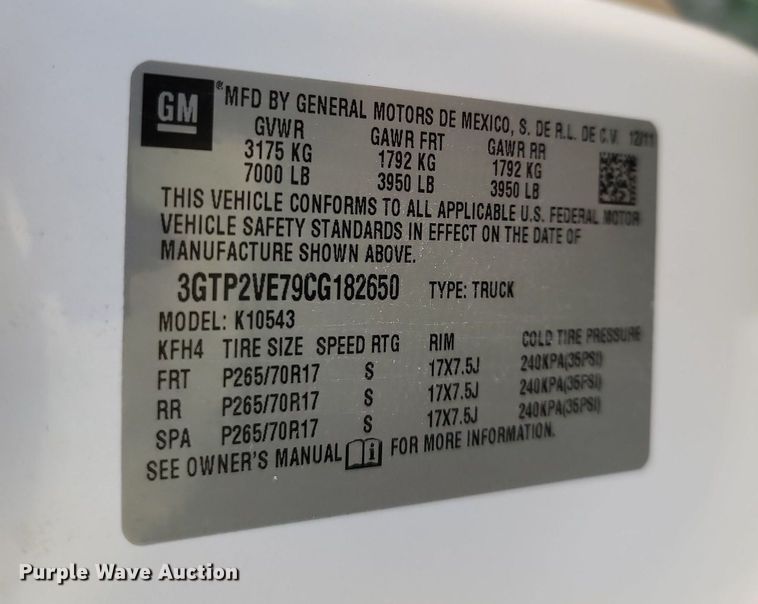 GM
® MFD BY GENERAL MOTORS DE MEXICO, S. DE R.L. DE C.V. 12/11
GVWR GAWR FRT GAWR RR
3175 KG 1792 KG 1792 KG
7000 LB 3950 LB 3950 LB
THIS VEHICLE CONFORMS TO ALL APPLICABLE U.S. FEDERAL MOTOR
VEHICLE SAFETY STANDARDS IN EFFECT ON THE DATE OF
MANUFACTURE SHOWN ABOVE.
3GTP2VE79CG182650 TYPE: TRUCK
MODEL: K10543
KFH4 TIRE SIZE SPEED RTG RIM COLD TIRE PRESSURE
FRT P265/70R17 S 17X7.5J 240KPA(35PSI)
RR P265/70R17 S 17X7.5J 240KPA(35PSI)
SPA P265/70R17 S 17X7.5J 240KPA(35PSI)
SEE OWNER'S MANUAL i FOR MORE INFORMATION.
Purple Wave Auction